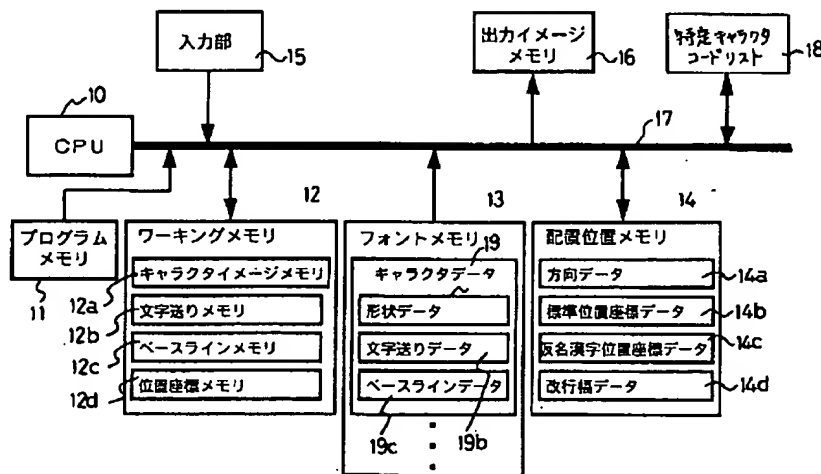 入力部
15
出力イメージ
メモリ
16
特定キャラクタ
コードリスト
18
10
CPU
17
プログラム
メモリ
11
12
ワーキングメモリ
キャラクタイメージメモリ
12a
文字送りメモリ
12b
ベースラインメモリ
12c
位置座標メモリ
12d
13
フォントメモリ
19
キャラクタデータ
形状データ
文字送りデータ
19b
ベースラインデータ
19c
14
配置位置メモリ
方向データ
14a
標準位置座標データ
14b
仮名漢字位置座標データ
14c
改行幅データ
14d